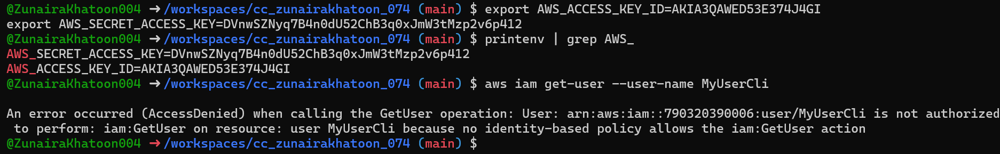 @ZunairaKhatoon004 ➜ /workspaces/cc_zunairakhatoon_074 (main) $ export AWS_ACCESS_KEY_ID=AKIA3QAWED53E374J4GI
export AWS_SECRET_ACCESS_KEY=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
@ZunairaKhatoon004 ➜ /workspaces/cc_zunairakhatoon_074 (main) $ printenv | grep AWS_
AWS_SECRET_ACCESS_KEY=DVnwSZNyq7B4n0dU52ChB3q0xJmW3tMzp2v6p412
AWS_ACCESS_KEY_ID=AKIA3QAWED53E374J4GI
@ZunairaKhatoon004 ➜ /workspaces/cc_zunairakhatoon_074 (main) $ aws iam get-user --user-name MyUserCli
An error occurred (AccessDenied) when calling the GetUser operation: User: arn:aws:iam::790320390006:user/MyUserCli is not authorized
 to perform: iam:GetUser on resource: user MyUserCli because no identity-based policy allows the iam:GetUser action
@ZunairaKhatoon004 ➜ /workspaces/cc_zunairakhatoon_074 (main) $